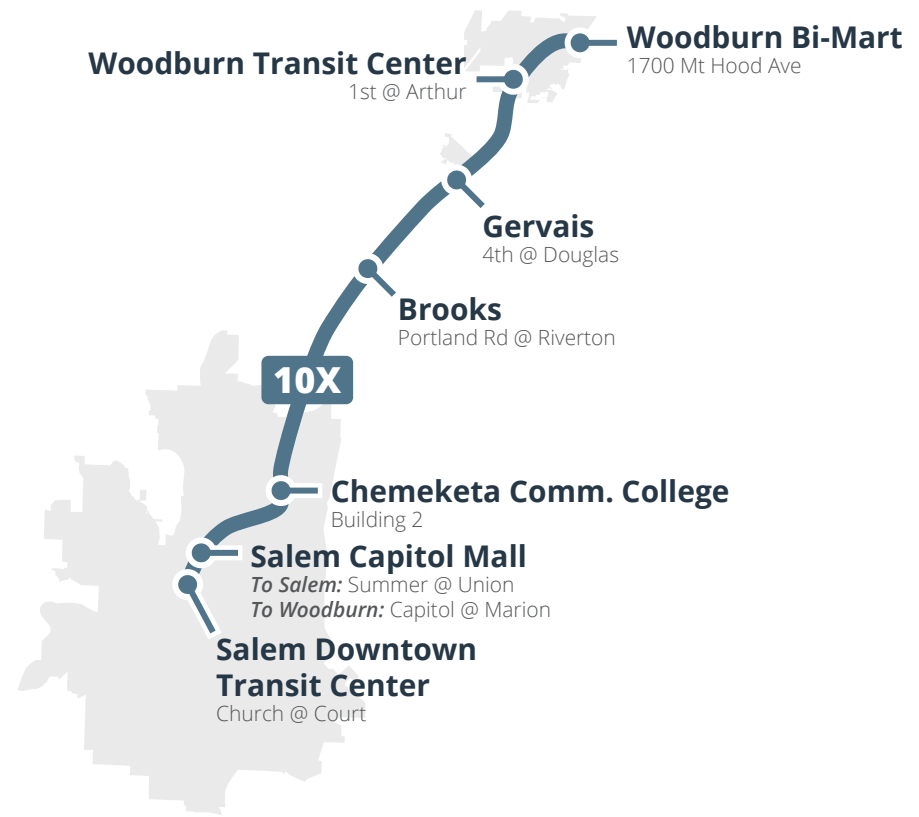 Woodburn Bi-Mart
1700 Mt Hood Ave
Woodburn Transit Center
1st @ Arthur
Gervais
4th @ Douglas
Brooks
Portland Rd @ Riverton
10X
Chemeketa Comm. College
Building 2
Salem Capitol Mall
To Salem: Summer @ Union
To Woodburn: Capitol @ Marion
Salem Downtown
Transit Center
Church @ Court